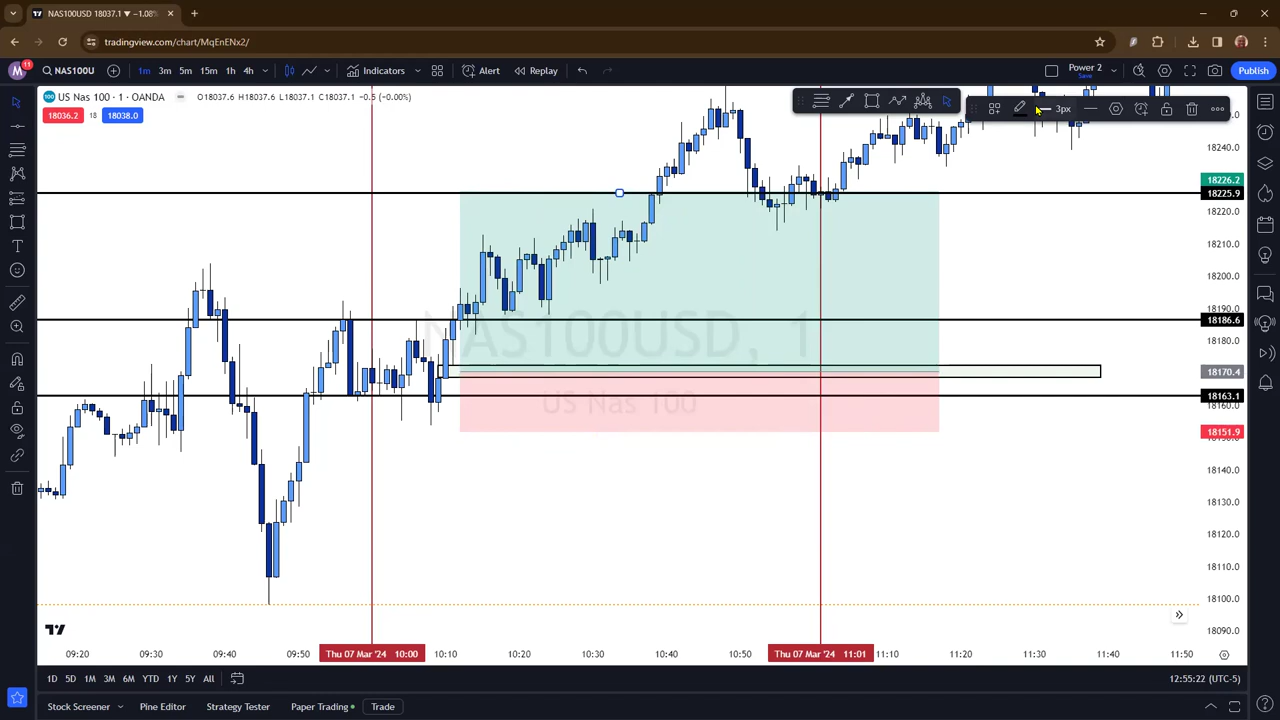 NAS100USD 18037.1 ▼ −1.08%
tradingview.com/chart/MqEnENx2/
M 11
NAS100U
1m 3m 5m 15m 1h 4h
Indicators
Alert
Replay
Power 2
Save
Publish
US Nas 100 · 1 · OANDA
O18037.6 H18037.6 L18037.1 C18037.1 −0.5 (−0.00%)
18036.2 18 18038.0
3px
18240.0
18226.2
18225.9
18220.0
18210.0
18200.0
18190.0
18186.6
18180.0
18170.4
18163.1
18160.0
18151.9
18140.0
18130.0
18120.0
18110.0
18100.0
18090.0
NAS100USD, 1
US Nas 100
09:20 09:30 09:40 09:50 Thu 07 Mar '24 10:00 10:10 10:20 10:30 10:40 10:50 Thu 07 Mar '24 11:01 11:10 11:20 11:30 11:40 11:50
1D 5D 1M 3M 6M YTD 1Y 5Y All
12:55:22 (UTC-5)
Stock Screener Pine Editor Strategy Tester Paper Trading Trade